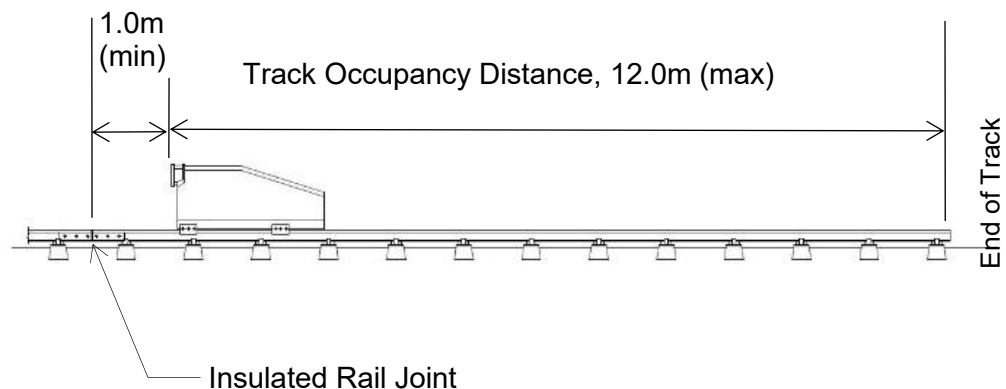 1.0m
(min)
Track Occupancy Distance, 12.0m (max)
End of Track
Insulated Rail Joint